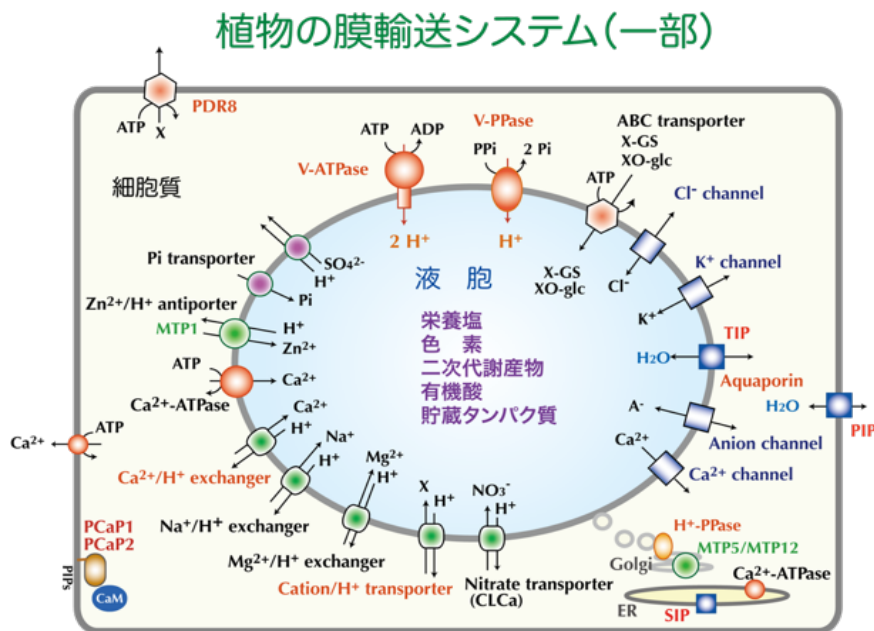 植物の膜輸送システム(一部)
PDR8
ATP
X
細胞質
ATP
ADP
V-ATPase
2 H⁺
V-PPase
PPi
2 Pi
H⁺
ABC transporter
X-GS
XO-glc
ATP
X-GS
XO-glc
Cl⁻ channel
Cl⁻
K⁺ channel
K⁺
SO₄²⁻
H⁺
Pi transporter
Pi
Zn²⁺/H⁺ antiporter
MTP1
H⁺
Zn²⁺
ATP
Ca²⁺
Ca²⁺-ATPase
液 胞
栄養塩
色 素
二次代謝産物
有機酸
貯蔵タンパク質
TIP
H₂O
Aquaporin
H₂O
PIP
A⁻
Anion channel
Ca²⁺
Ca²⁺ channel
Ca²⁺
ATP
Ca²⁺
H⁺
Ca²⁺/H⁺ exchanger
Na⁺
H⁺
Na⁺/H⁺ exchanger
Mg²⁺
H⁺
Mg²⁺/H⁺ exchanger
X
H⁺
Cation/H⁺ transporter
NO₃⁻
H⁺
Nitrate transporter
(CLCa)
PCaP1
PCaP2
PIPs
CaM
H⁺-PPase
MTP5/MTP12
Golgi
Ca²⁺-ATPase
ER
SIP